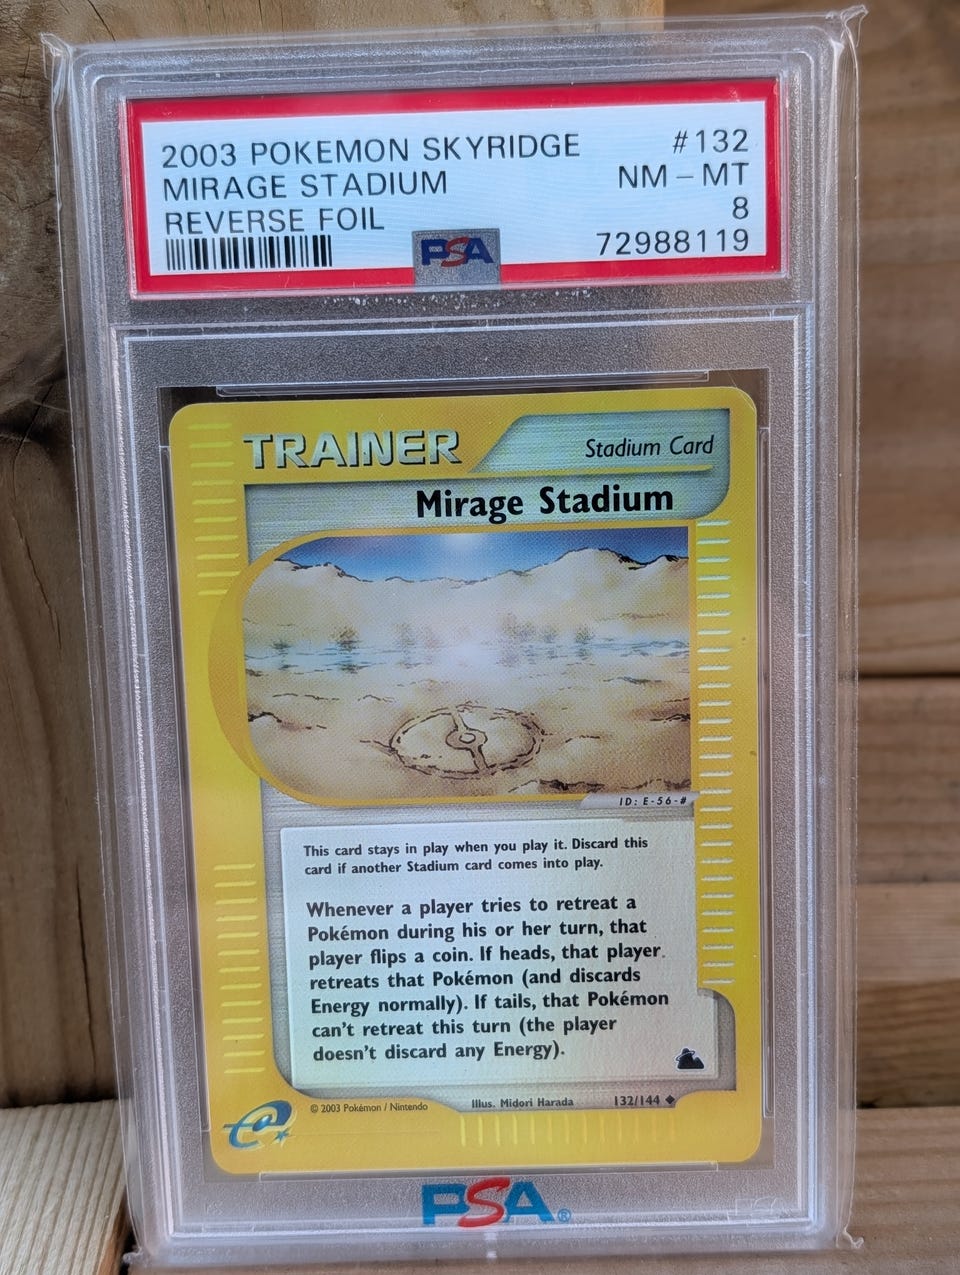 2003 POKEMON SKYRIDGE #132
MIRAGE STADIUM NM - MT
REVERSE FOIL 8
PSA 72988119
TRAINER Stadium Card
Mirage Stadium
ID: E-56-#
This card stays in play when you play it. Discard this
card if another Stadium card comes into play.
Whenever a player tries to retreat a
Pokémon during his or her turn, that
player flips a coin. If heads, that player
retreats that Pokémon (and discards
Energy normally). If tails, that Pokémon
can't retreat this turn (the player
doesn't discard any Energy).
© 2003 Pokémon / Nintendo Illus. Midori Harada 132/144 ◆
e
PSA®